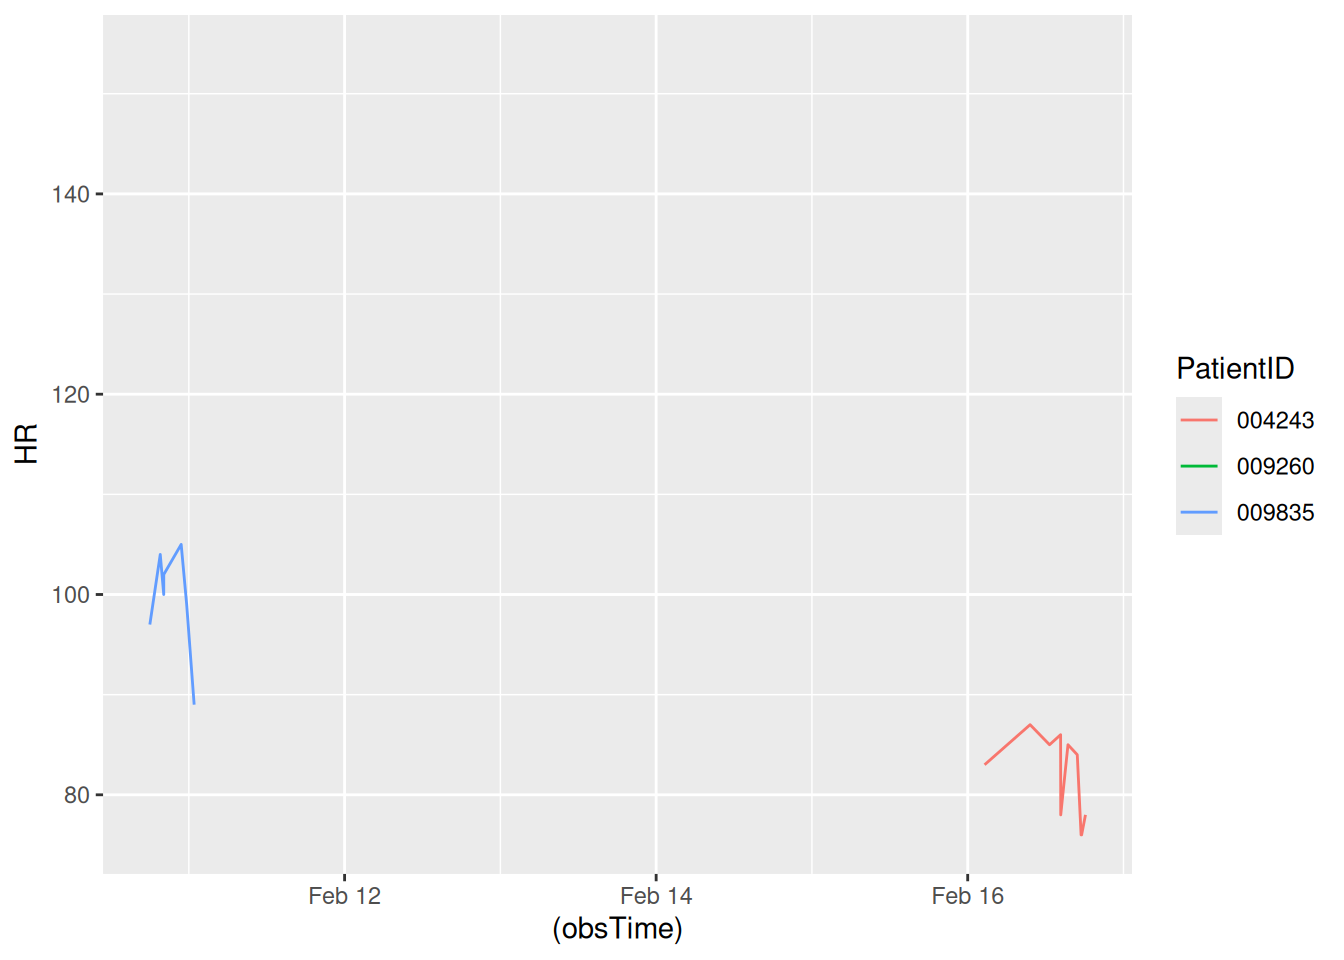 140
120
100
80
HR
Feb 12
Feb 14
Feb 16
(obsTime)
PatientID
004243
009260
009835